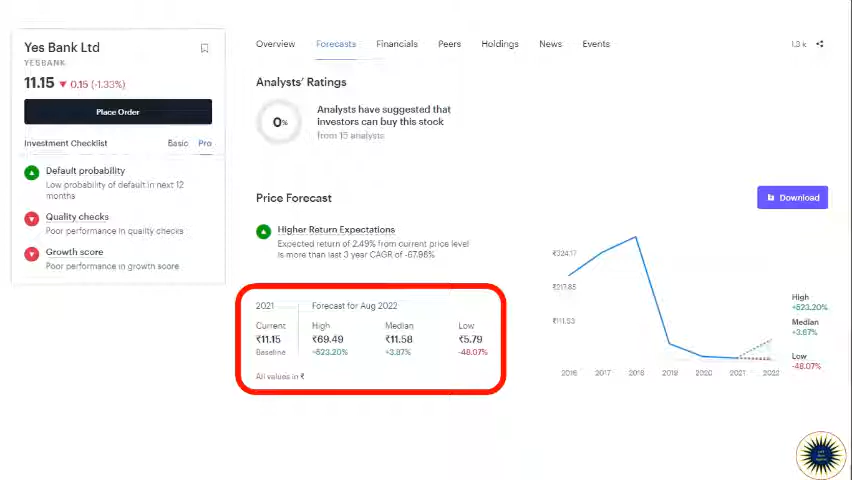 Yes Bank Ltd
YESBANK
11.15 ▼ 0.15 (-1.33%)
Place Order
Investment Checklist Basic Pro
Default probability
Low probability of default in next 12
months
Quality checks
Poor performance in quality checks
Growth score
Poor performance in growth score
Overview Forecasts Financials Peers Holdings News Events 1.3 k
Analysts' Ratings
0%
Analysts have suggested that
investors can buy this stock
from 15 analysts
Price Forecast
Download
Higher Return Expectations
Expected return of 2.49% from current price level
is more than last 3 year CAGR of -67.98%
2021 Forecast for Aug 2022
Current High Median Low
₹11.15 ₹69.49 ₹11.58 ₹5.79
Baseline +523.20% +3.87% -48.07%
All values in ₹
₹324.17
₹217.85
₹111.53
2016 2017 2018 2019 2020 2021 2022
High
+523.20%
Median
+3.87%
Low
-48.07%